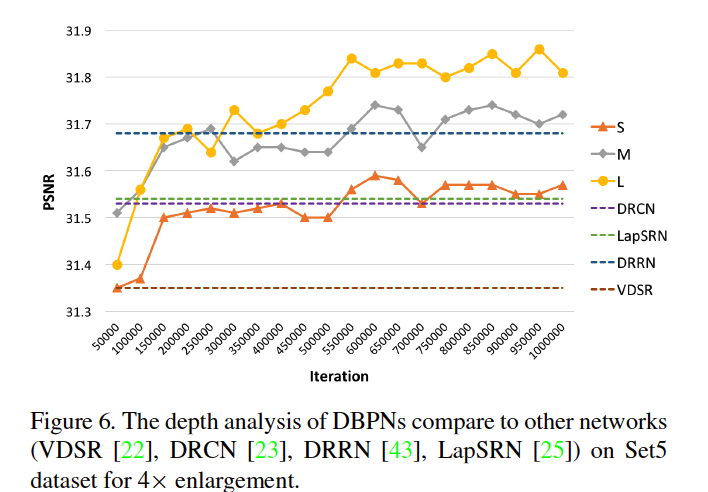 31.9
31.8
31.7
31.6
31.5
31.4
31.3
PSNR
50000
100000
150000
200000
250000
300000
350000
400000
450000
500000
550000
600000
650000
700000
750000
800000
850000
900000
950000
1000000
Iteration
S
M
L
DRCN
LapSRN
DRRN
VDSR
Figure 6. The depth analysis of DBPNs compare to other networks
(VDSR [22], DRCN [23], DRRN [43], LapSRN [25]) on Set5
dataset for 4× enlargement.